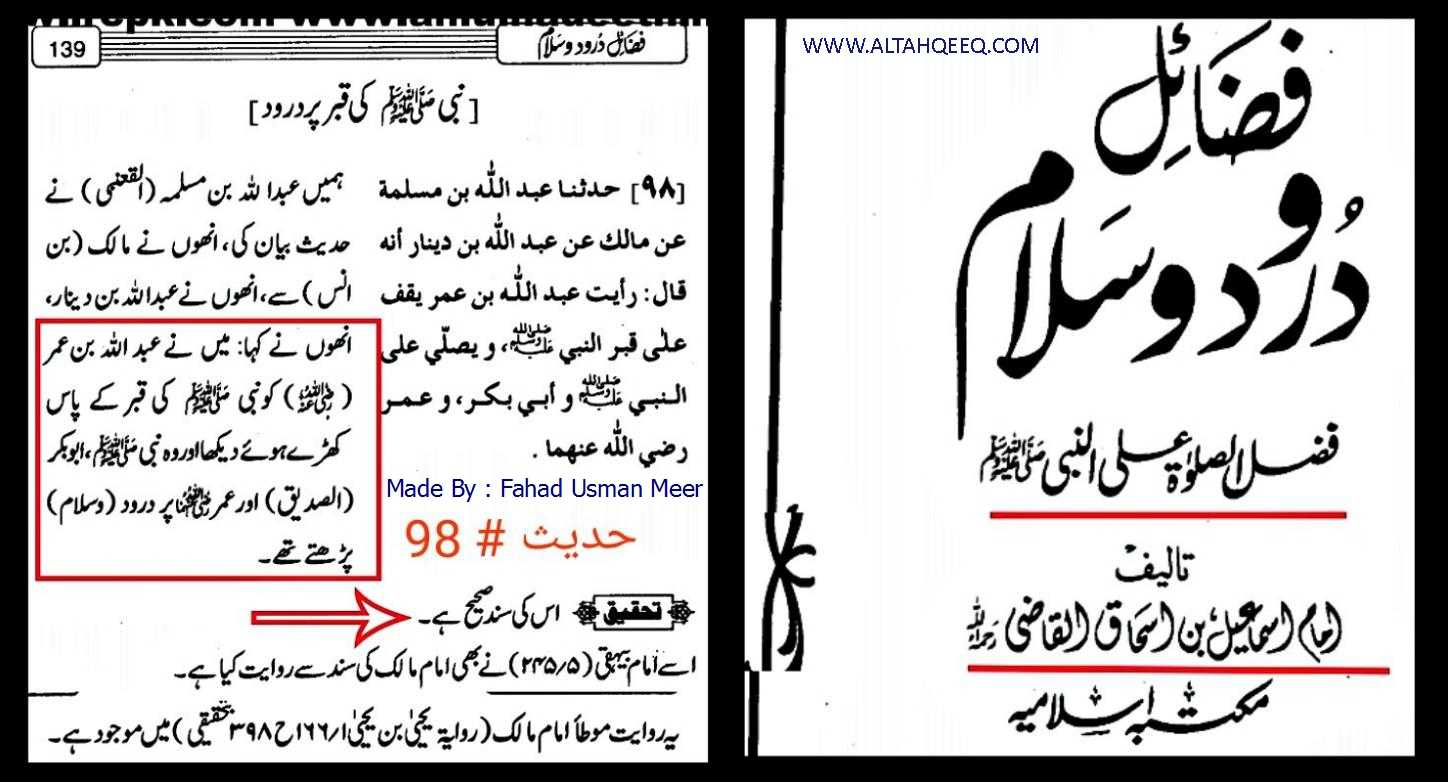 139
فضائل درود و سلام
[نبی ﷺ کی قبر پر درود]
[۹۸] حدثنا عبد الله بن مسلمة
عن مالك عن عبد الله بن دينار أنه
قال: رأيت عبد الله بن عمر يقف
على قبر النبي ﷺ، و يصلّي على
النبي ﷺ و أبي بكر، و عمر
رضي الله عنهما .
ہمیں عبداللہ بن مسلمہ (القعنبی) نے
حدیث بیان کی، انھوں نے مالک (بن
انس) سے، انھوں نے عبداللہ بن دینار،
انھوں نے کہا: میں نے عبداللہ بن عمر
(رضی اللہ عنہ) کو نبی ﷺ کی قبر کے پاس
کھڑے ہوئے دیکھا اور وہ نبی ﷺ، ابوبکر
(الصدیق) اور عمر رضی اللہ عنہما پر درود (وسلام)
پڑھتے تھے۔
Made By : Fahad Usman Meer
حدیث # 98
تحقیق اس کی سند صحیح ہے۔
اسے امام بیہقی (۲۴۵/۵) نے بھی امام مالک کی سند سے روایت کیا ہے۔
یہ روایت موطأ امام مالک (روایۃ یحییٰ بن یحییٰ ۱/۱۶۶ ح ۳۹۸ بتحقیقی) میں موجود ہے۔
WWW.ALTAHQEEQ.COM
فضائل
درود و سلام
فضل الصلوٰۃ علی النبی ﷺ
تالیف
امام اسماعیل بن اسحاق القاضی رحمہ اللہ
مکتبہ اسلامیہ